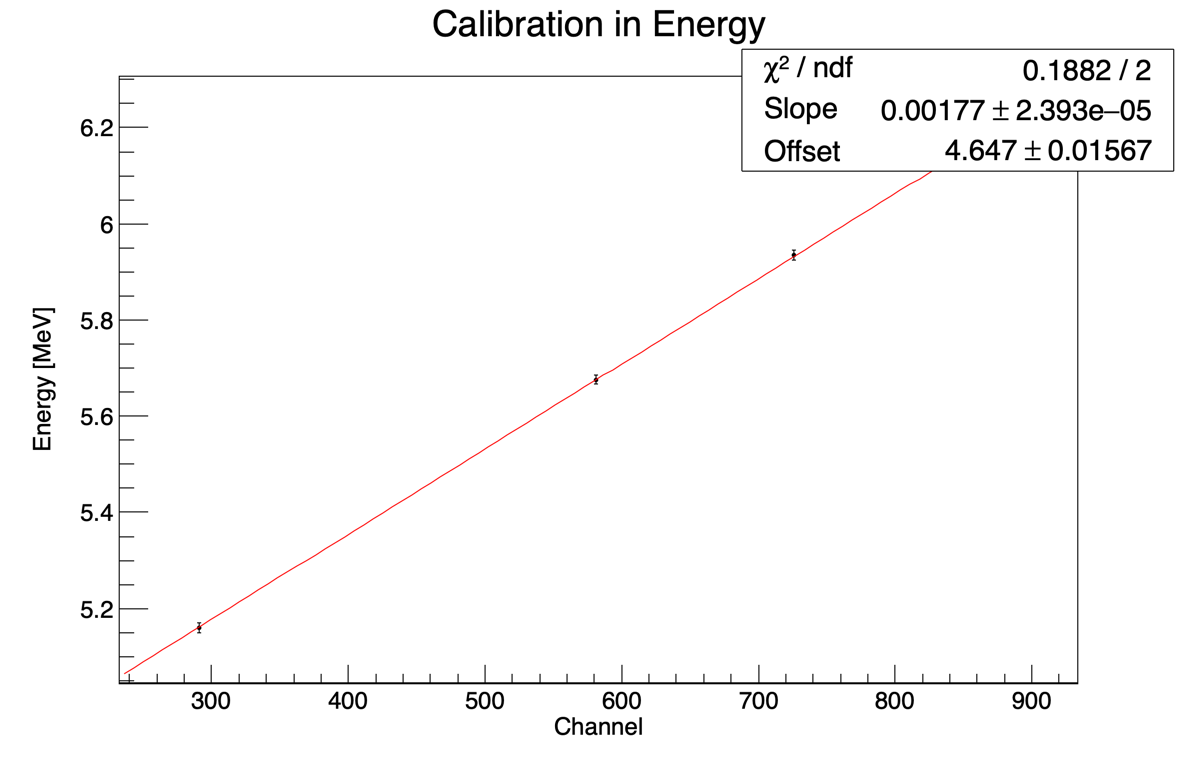 Calibration in Energy
χ² / ndf 0.1882 / 2
Slope 0.00177 ± 2.393e−05
Offset 4.647 ± 0.01567
6.2
6
5.8
5.6
5.4
5.2
Energy [MeV]
300 400 500 600 700 800 900
Channel